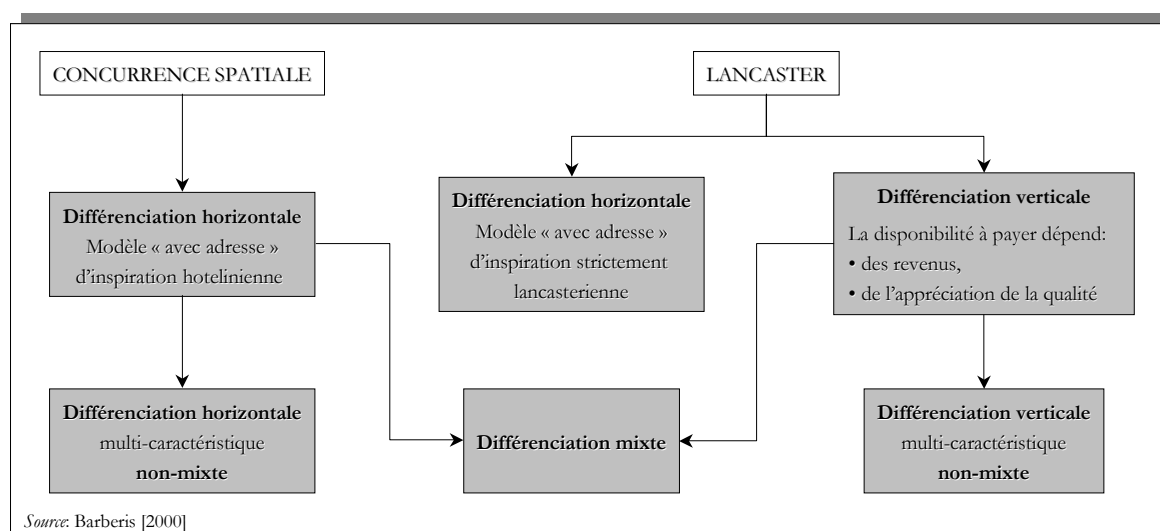 CONCURRENCE SPATIALE
LANCASTER
Différenciation horizontale
Modèle « avec adresse »
d’inspiration hotelinienne
Différenciation horizontale
Modèle « avec adresse »
d’inspiration strictement
lancasterienne
Différenciation verticale
La disponibilité à payer dépend:
• des revenus,
• de l’appréciation de la qualité
Différenciation horizontale
multi-caractéristique
non-mixte
Différenciation mixte
Différenciation verticale
multi-caractéristique
non-mixte
Source: Barberis [2000]